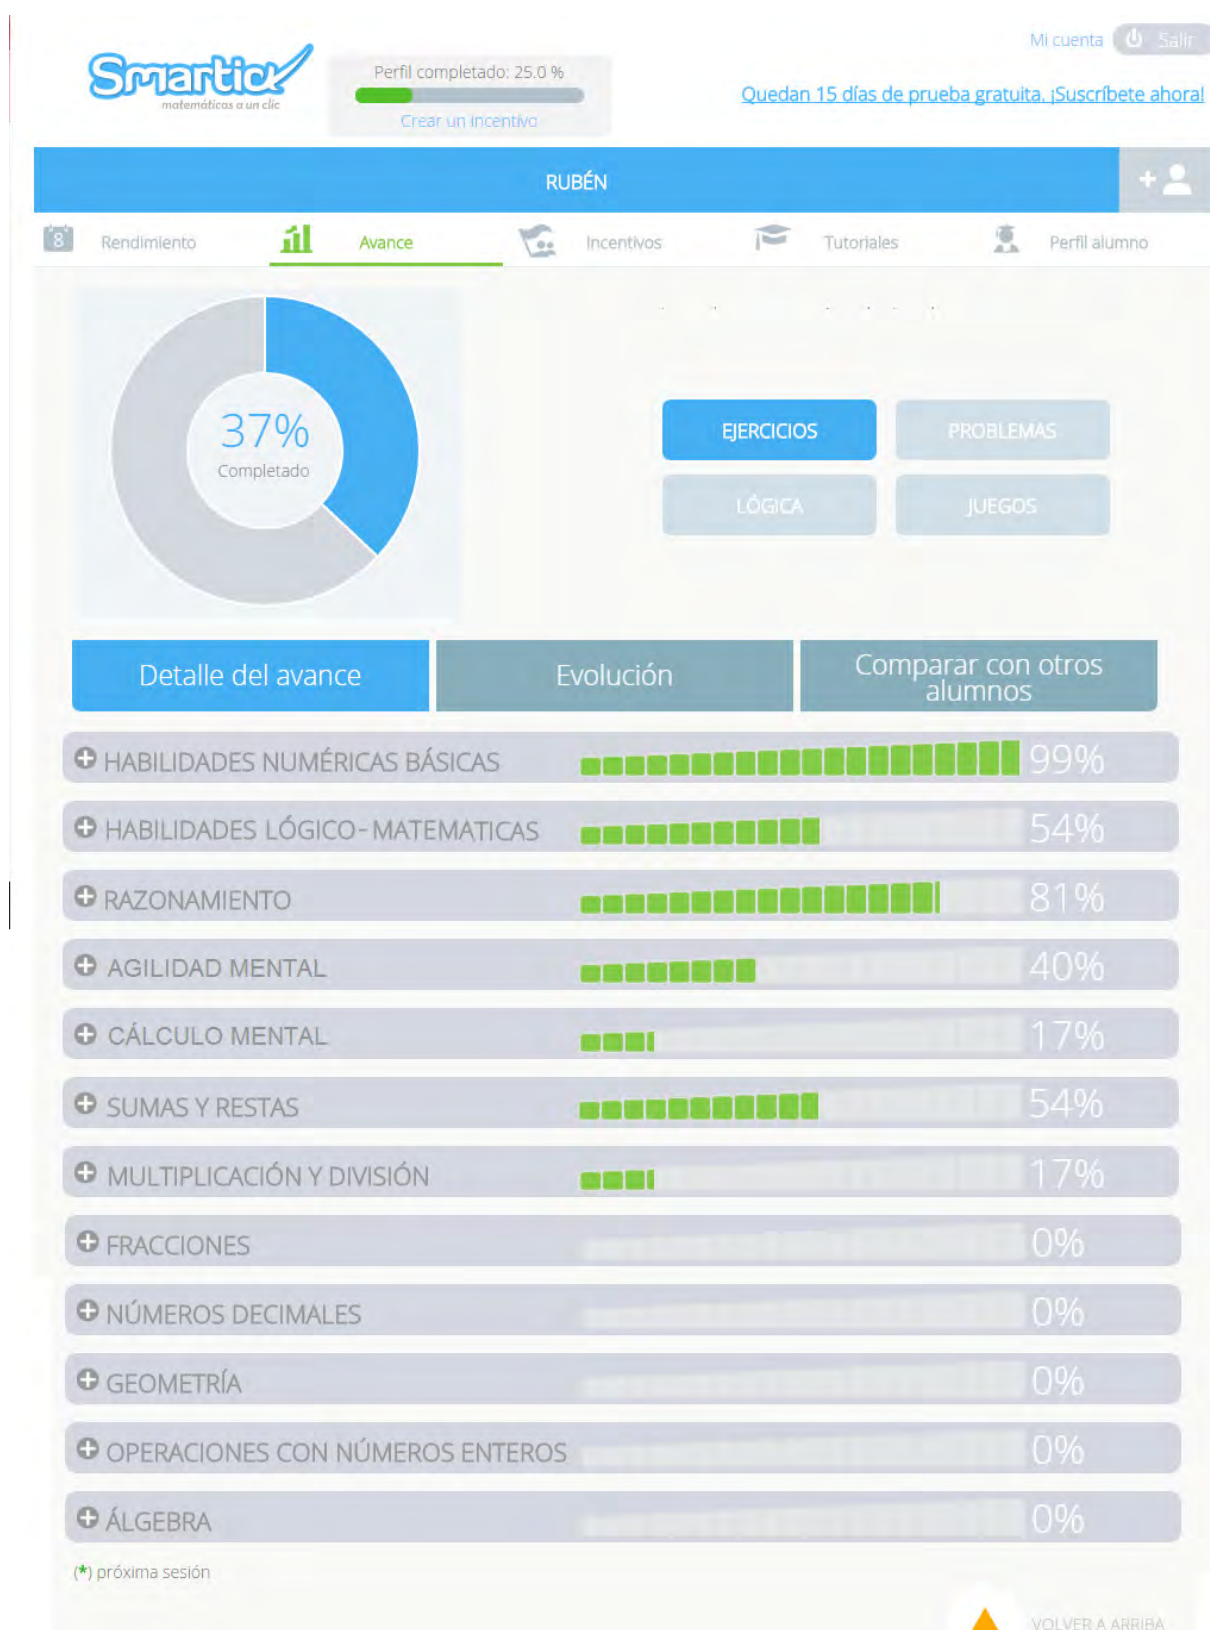 Mi cuenta Salir
Smartick
matemáticas a un clic
Perfil completado: 25.0 %
Crear un incentivo
Quedan 15 días de prueba gratuita. ¡Suscríbete ahora!
RUBÉN
8 Rendimiento Avance Incentivos Tutoriales Perfil alumno
37%
Completado
EJERCICIOS PROBLEMAS
LÓGICA JUEGOS
Detalle del avance Evolución Comparar con otros
alumnos
HABILIDADES NUMÉRICAS BÁSICAS 99%
HABILIDADES LÓGICO-MATEMATICAS 54%
RAZONAMIENTO 81%
AGILIDAD MENTAL 40%
CÁLCULO MENTAL 17%
SUMAS Y RESTAS 54%
MULTIPLICACIÓN Y DIVISIÓN 17%
FRACCIONES 0%
NÚMEROS DECIMALES 0%
GEOMETRÍA 0%
OPERACIONES CON NÚMEROS ENTEROS 0%
ÁLGEBRA 0%
(*) próxima sesión
VOLVER A ARRIBA